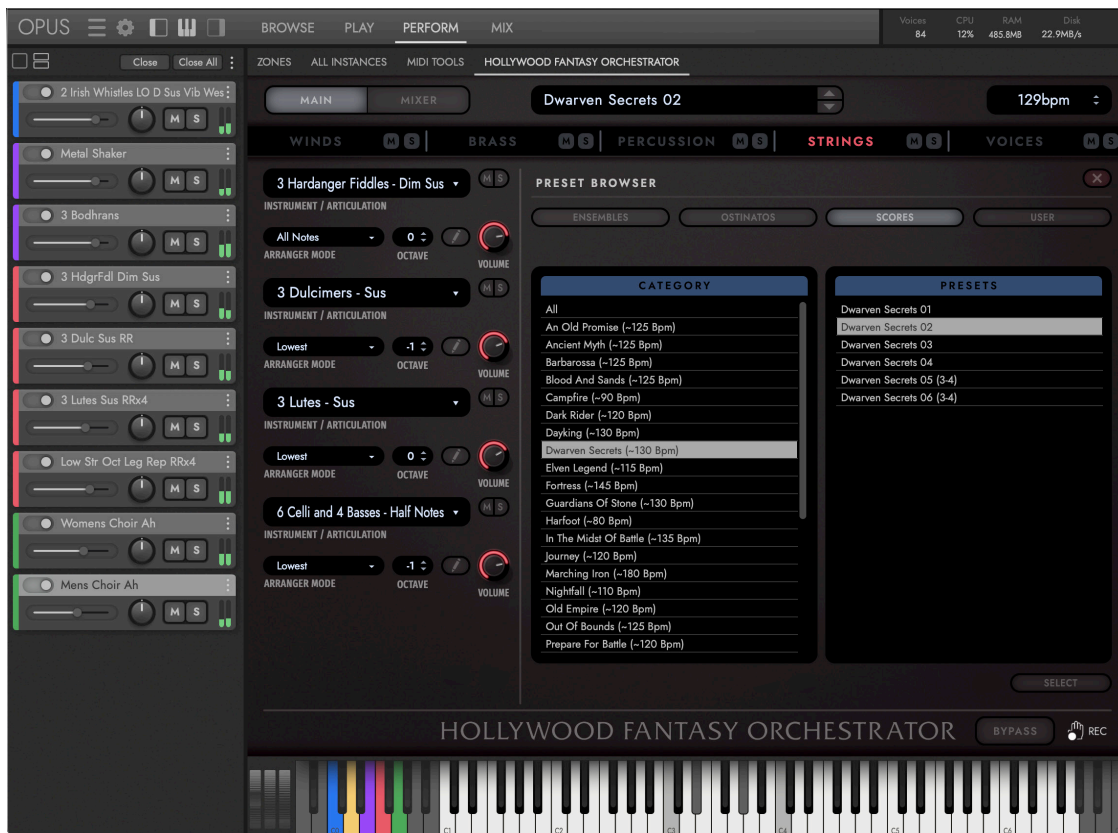 OPUS BROWSE PLAY PERFORM MIX
Voices CPU RAM Disk
84 12% 485.8MB 22.9MB/s
Close Close All
ZONES ALL INSTANCES MIDI TOOLS HOLLYWOOD FANTASY ORCHESTRATOR
2 Irish Whistles LO D Sus Vib Wes
M S
Metal Shaker
M S
3 Bodhrans
M S
3 HdgrFdl Dim Sus
M S
3 Dulc Sus RR
M S
3 Lutes Sus RRx4
M S
Low Str Oct Leg Rep RRx4
M S
Womens Choir Ah
M S
Mens Choir Ah
M S
MAIN MIXER
Dwarven Secrets 02
129bpm
WINDS M S BRASS M S PERCUSSION M S STRINGS M S VOICES M S
3 Hardanger Fiddles - Dim Sus M S
INSTRUMENT / ARTICULATION
All Notes 0
ARRANGER MODE OCTAVE VOLUME
3 Dulcimers - Sus M S
INSTRUMENT / ARTICULATION
Lowest -1
ARRANGER MODE OCTAVE VOLUME
3 Lutes - Sus M S
INSTRUMENT / ARTICULATION
Lowest 0
ARRANGER MODE OCTAVE VOLUME
6 Celli and 4 Basses - Half Notes M S
INSTRUMENT / ARTICULATION
Lowest -1
ARRANGER MODE OCTAVE VOLUME
PRESET BROWSER X
ENSEMBLES OSTINATOS SCORES USER
CATEGORY
All
An Old Promise (~125 Bpm)
Ancient Myth (~125 Bpm)
Barbarossa (~125 Bpm)
Blood And Sands (~125 Bpm)
Campfire (~90 Bpm)
Dark Rider (~120 Bpm)
Dayking (~130 Bpm)
Dwarven Secrets (~130 Bpm)
Elven Legend (~115 Bpm)
Fortress (~145 Bpm)
Guardians Of Stone (~130 Bpm)
Harfoot (~80 Bpm)
In The Midst Of Battle (~135 Bpm)
Journey (~120 Bpm)
Marching Iron (~180 Bpm)
Nightfall (~110 Bpm)
Old Empire (~120 Bpm)
Out Of Bounds (~125 Bpm)
Prepare For Battle (~120 Bpm)
PRESETS
Dwarven Secrets 01
Dwarven Secrets 02
Dwarven Secrets 03
Dwarven Secrets 04
Dwarven Secrets 05 (3-4)
Dwarven Secrets 06 (3-4)
SELECT
HOLLYWOOD FANTASY ORCHESTRATOR BYPASS REC
C0 C1 C2 C3 C4 C5 C6